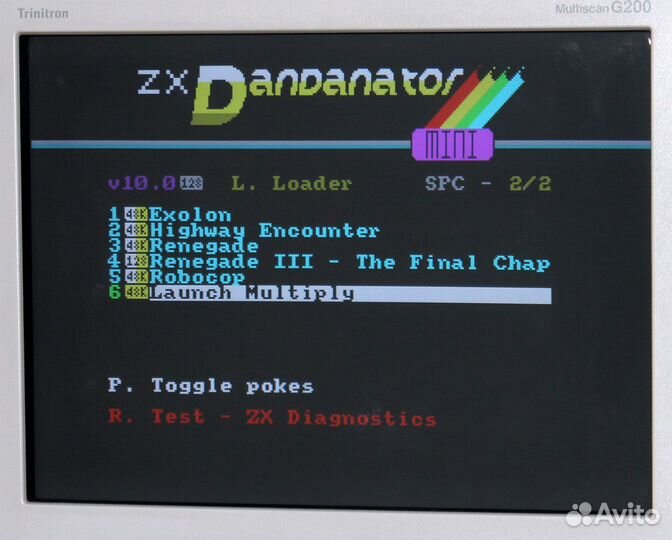 Trinitron
Multiscan G200
ZX Dandanator
MINI
v10.0 128 L. Loader SPC - 2/2
1 48K Exolon
2 48K Highway Encounter
3 48K Renegade
4 128 Renegade III - The Final Chap
5 48K Robocop
6 48K Launch Multiply
P. Toggle pokes
R. Test - ZX Diagnostics
Avito